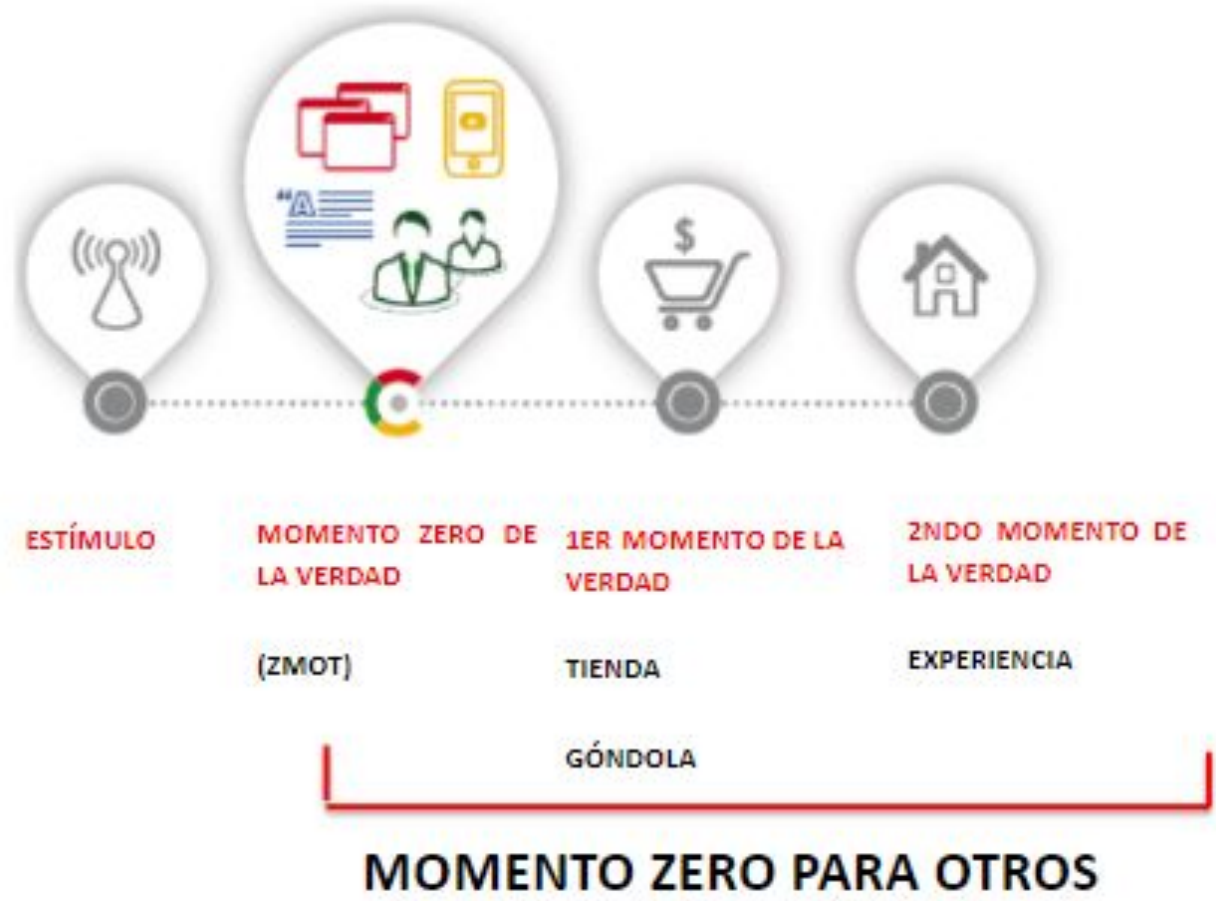 $
“A
ESTÍMULO
MOMENTO ZERO DE
LA VERDAD
(ZMOT)
1ER MOMENTO DE LA
VERDAD
TIENDA
GÓNDOLA
2NDO MOMENTO DE
LA VERDAD
EXPERIENCIA
MOMENTO ZERO PARA OTROS